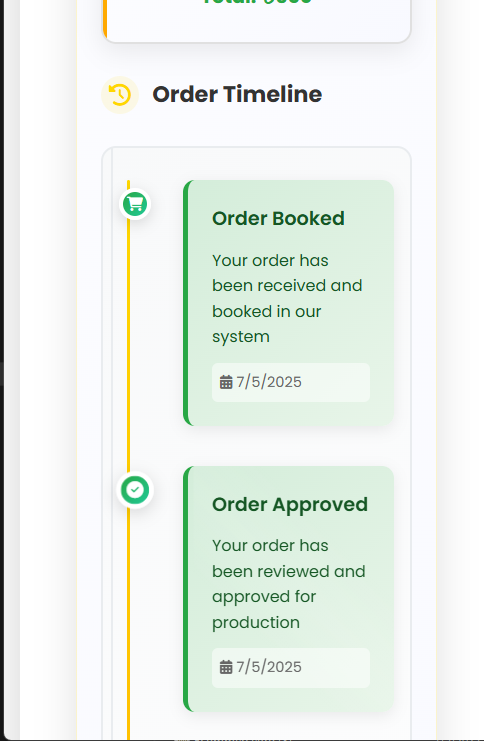 Order Timeline
Order Booked
Your order has
been received and
booked in our
system
7/5/2025
Order Approved
Your order has
been reviewed and
approved for
production
7/5/2025